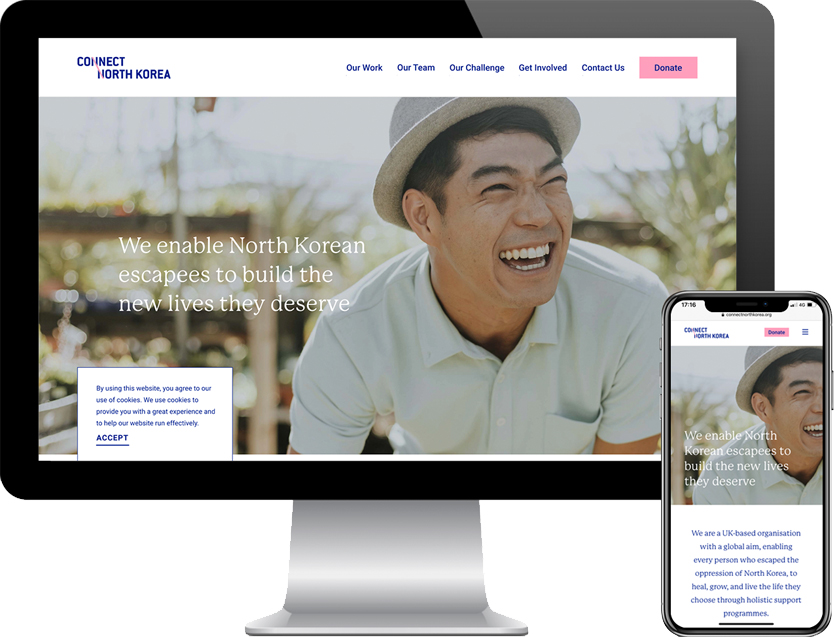 CONNECT
NORTH KOREA
Our Work
Our Team
Our Challenge
Get Involved
Contact Us
Donate
We enable North Korean
escapees to build the
new lives they deserve
By using this website, you agree to our
use of cookies. We use cookies to
provide you with a great experience and
to help our website run effectively.
ACCEPT
17:16
4G
connectnorthkorea.org
CONNECT
NORTH KOREA
Donate
We enable North
Korean escapees to
build the new lives
they deserve
We are a UK-based organisation
with a global aim, enabling
every person who escaped the
oppression of North Korea, to
heal, grow, and live the life they
choose through holistic support
programmes.